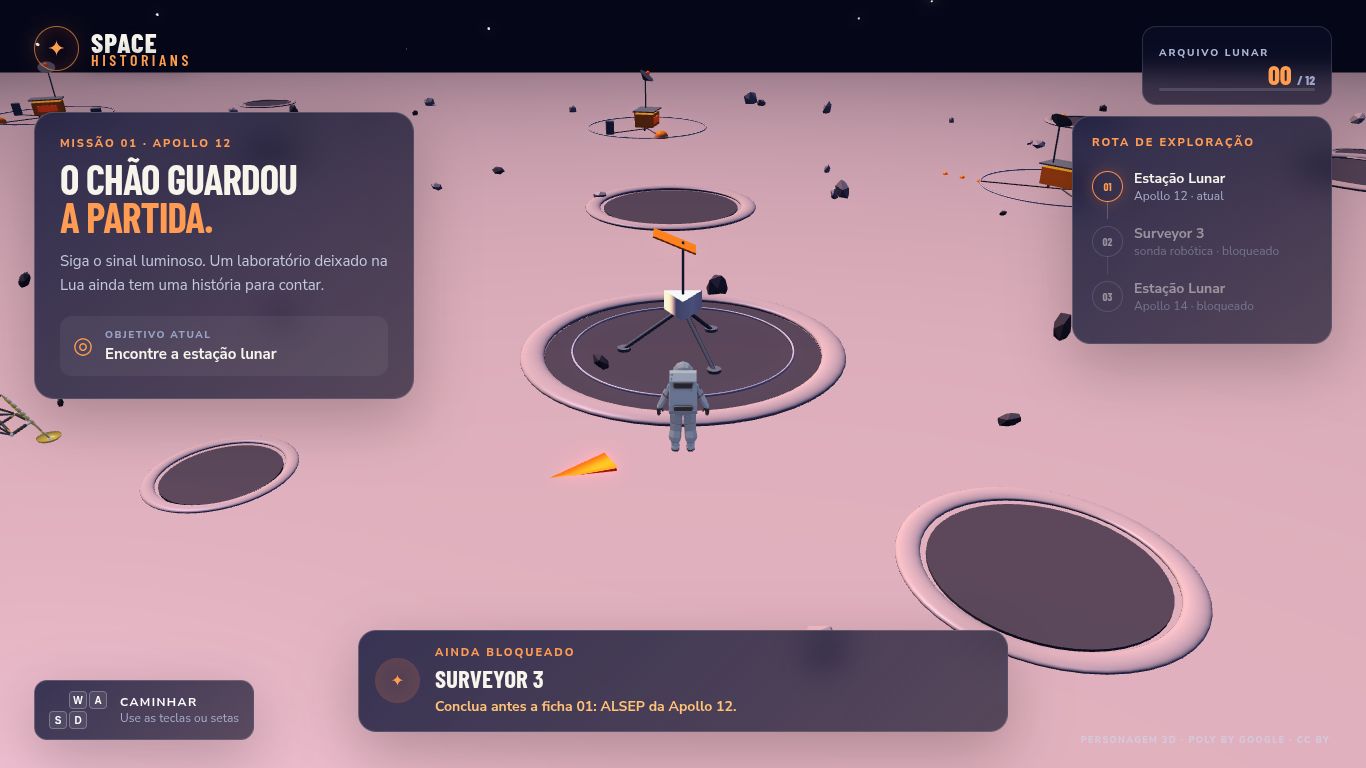 SPACE
HISTORIANS
ARQUIVO LUNAR
00 / 12
MISSÃO 01 · APOLLO 12
O CHÃO GUARDOU
A PARTIDA.
Siga o sinal luminoso. Um laboratório deixado na
Lua ainda tem uma história para contar.
OBJETIVO ATUAL
Encontre a estação lunar
ROTA DE EXPLORAÇÃO
01
Estação Lunar
Apollo 12 · atual
02
Surveyor 3
sonda robótica · bloqueado
03
Estação Lunar
Apollo 14 · bloqueado
AINDA BLOQUEADO
SURVEYOR 3
Conclua antes a ficha 01: ALSEP da Apollo 12.
W A
S D
CAMINHAR
Use as teclas ou setas
PERSONAGEM 3D · POLY BY GOOGLE · CC BY